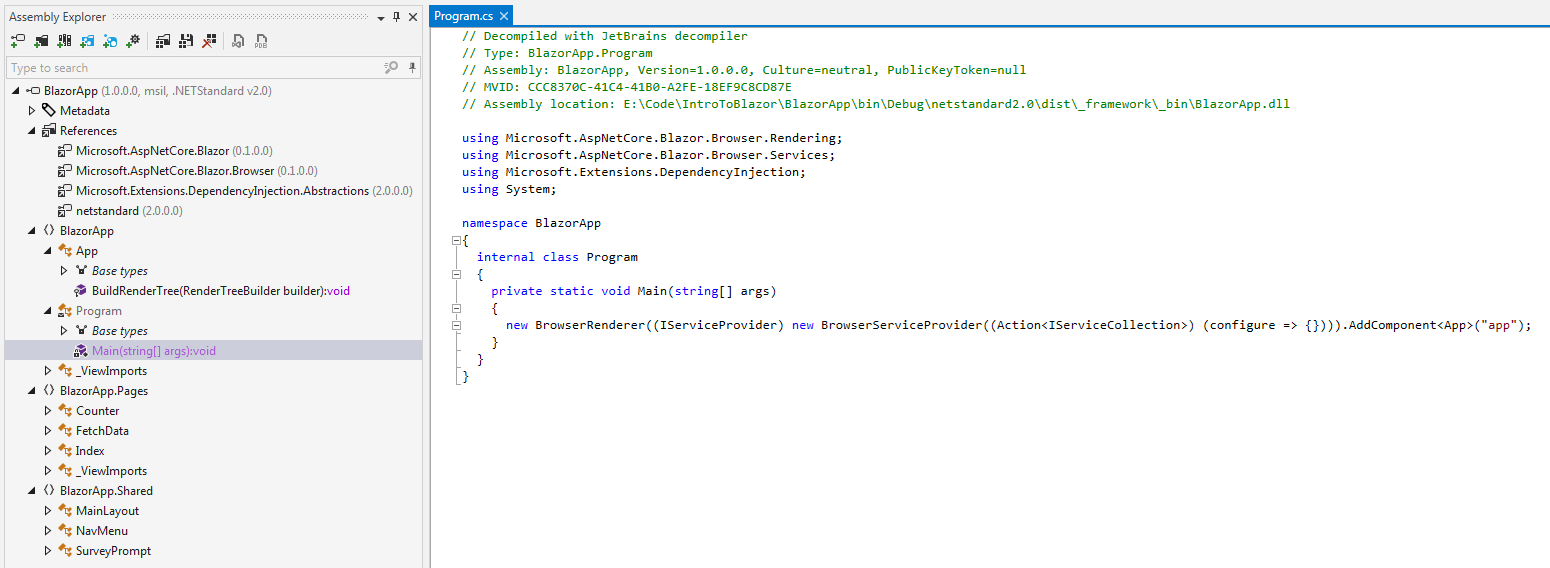 Assembly Explorer
Type to search
BlazorApp (1.0.0.0, msil, .NETStandard v2.0)
Metadata
References
Microsoft.AspNetCore.Blazor (0.1.0.0)
Microsoft.AspNetCore.Blazor.Browser (0.1.0.0)
Microsoft.Extensions.DependencyInjection.Abstractions (2.0.0.0)
netstandard (2.0.0.0)
BlazorApp
App
Base types
BuildRenderTree(RenderTreeBuilder builder):void
Program
Base types
Main(string[] args):void
_ViewImports
BlazorApp.Pages
Counter
FetchData
Index
_ViewImports
BlazorApp.Shared
MainLayout
NavMenu
SurveyPrompt
Program.cs
// Decompiled with JetBrains decompiler
// Type: BlazorApp.Program
// Assembly: BlazorApp, Version=1.0.0.0, Culture=neutral, PublicKeyToken=null
// MVID: CCC8370C-41C4-41B0-A2FE-18EF9C8CD87E
// Assembly location: E:\Code\IntroToBlazor\BlazorApp\bin\Debug\netstandard2.0\dist\_framework\_bin\BlazorApp.dll
using Microsoft.AspNetCore.Blazor.Browser.Rendering;
using Microsoft.AspNetCore.Blazor.Browser.Services;
using Microsoft.Extensions.DependencyInjection;
using System;
namespace BlazorApp
{
internal class Program
{
private static void Main(string[] args)
{
new BrowserRenderer((IServiceProvider) new BrowserServiceProvider((Action<IServiceCollection>) (configure => {}))).AddComponent<App>("app");
}
}
}